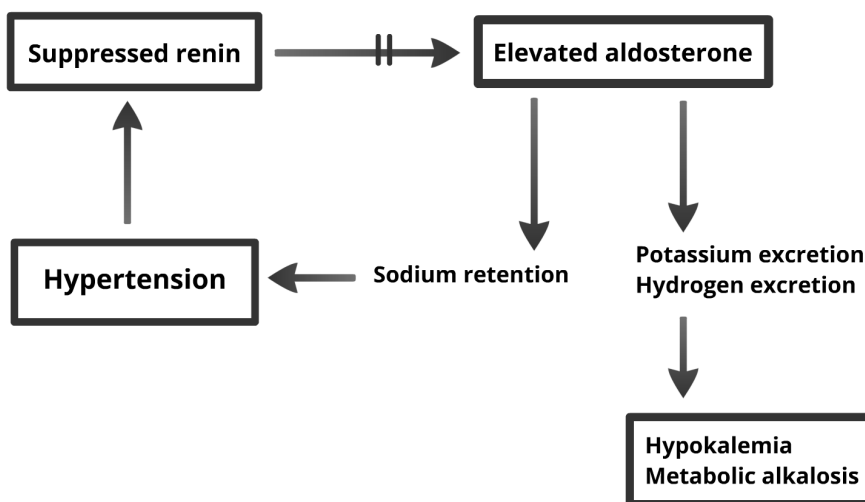 Suppressed renin
Elevated aldosterone
Hypertension
Sodium retention
Potassium excretion
Hydrogen excretion
Hypokalemia
Metabolic alkalosis